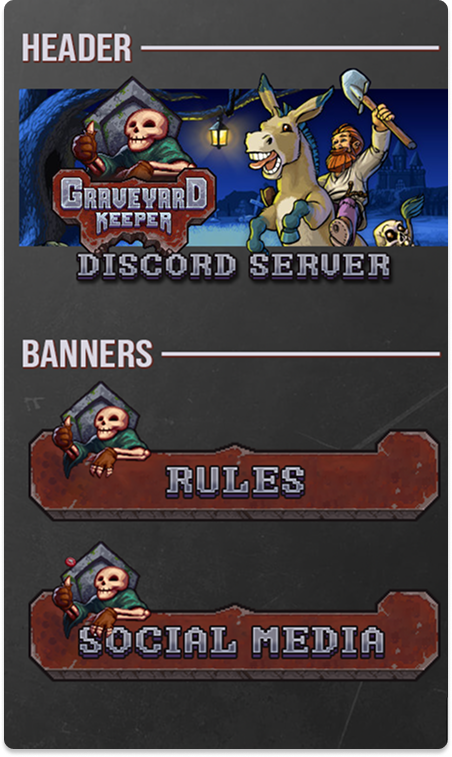 HEADER
GRAVEYARD
KEEPER
DISCORD SERVER
BANNERS
RULES
SOCIAL MEDIA